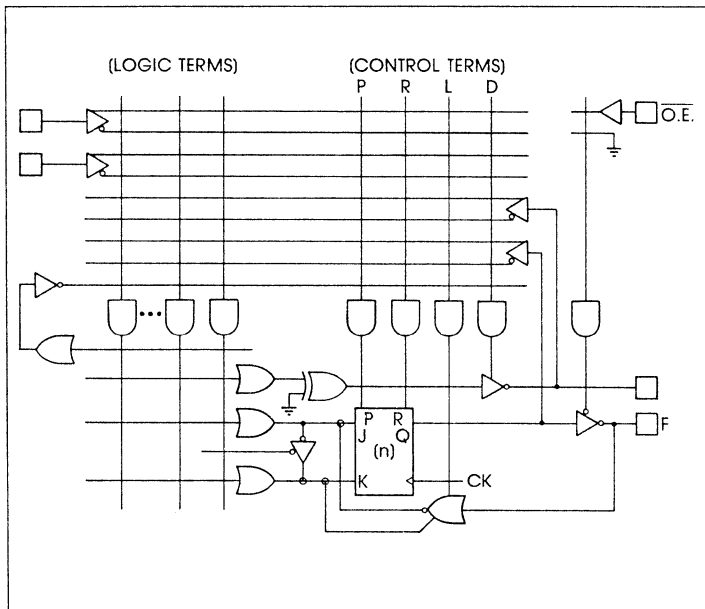 (LOGIC TERMS) (CONTROL TERMS)
P R L D
O.E.
P R
J Q
(n)
K
CK
F